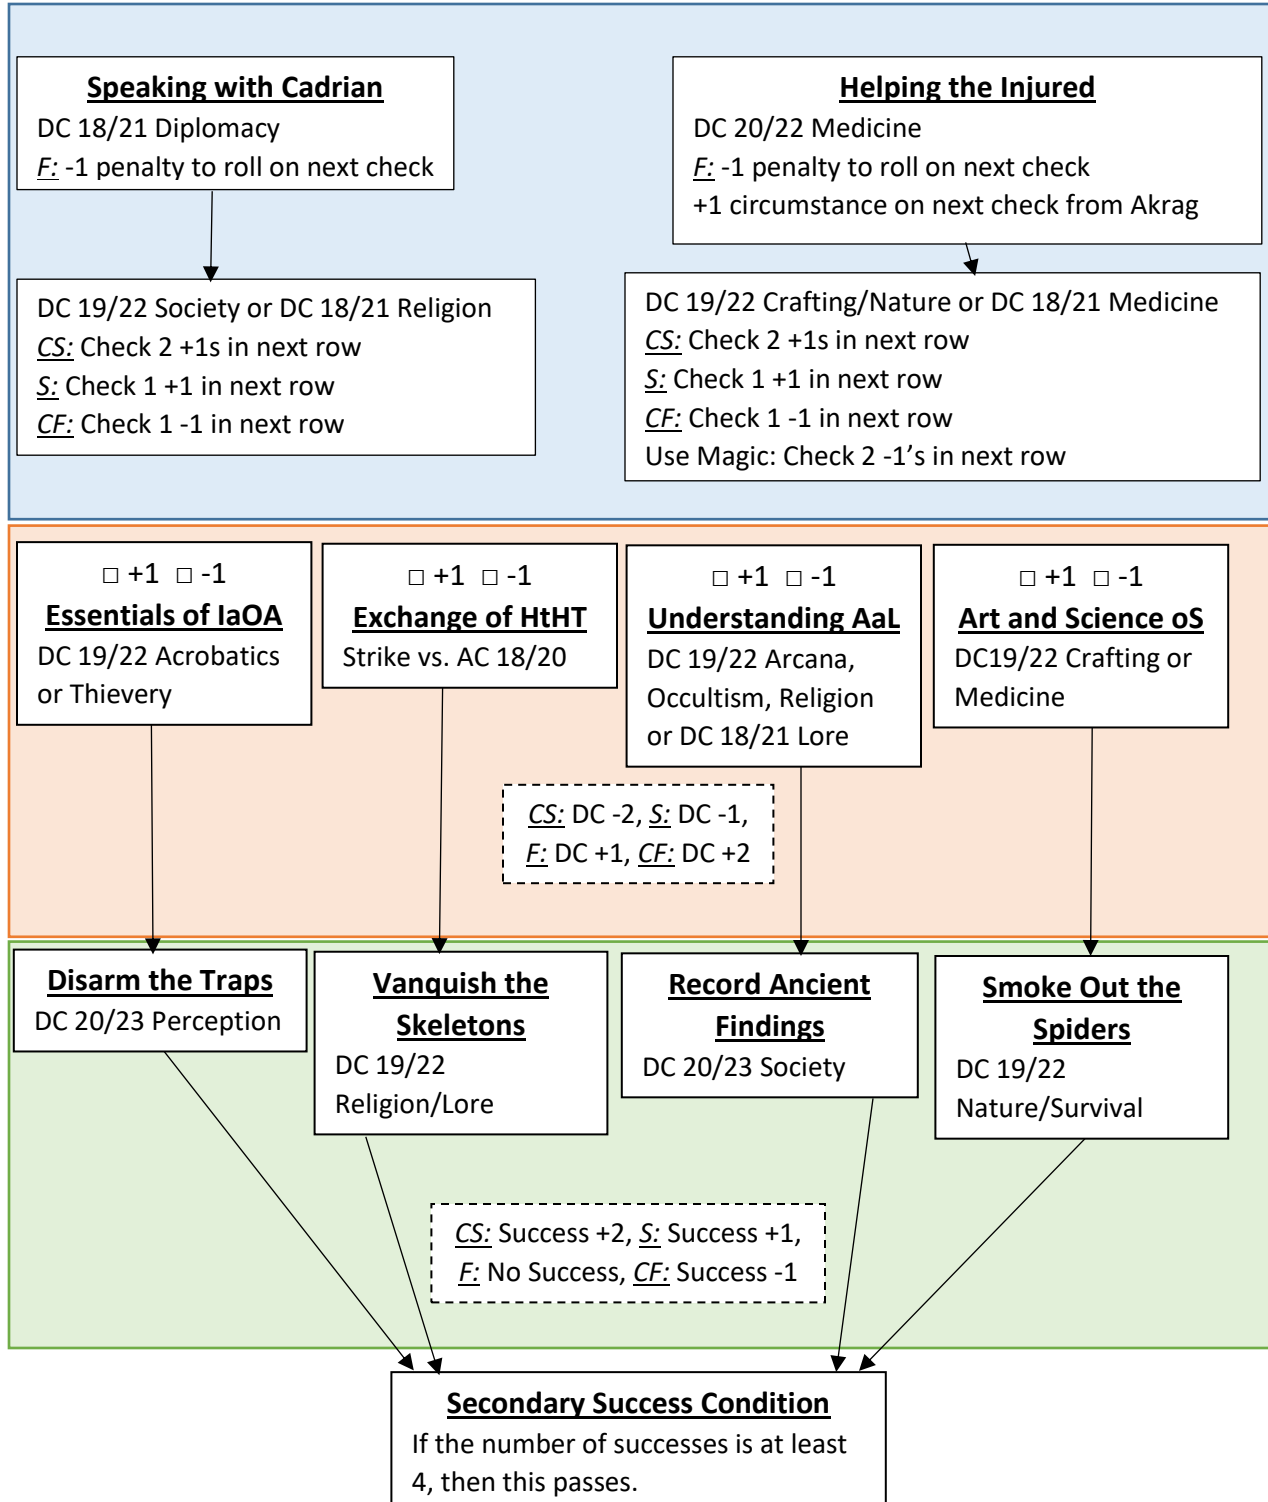 Speaking with Cadrian
DC 18/21 Diplomacy
F: -1 penalty to roll on next check
Helping the Injured
DC 20/22 Medicine
F: -1 penalty to roll on next check
+1 circumstance on next check from Akrag
DC 19/22 Society or DC 18/21 Religion
CS: Check 2 +1s in next row
S: Check 1 +1 in next row
CF: Check 1 -1 in next row
DC 19/22 Crafting/Nature or DC 18/21 Medicine
CS: Check 2 +1s in next row
S: Check 1 +1 in next row
CF: Check 1 -1 in next row
Use Magic: Check 2 -1’s in next row
□ +1 □ -1
Essentials of IaOA
DC 19/22 Acrobatics
or Thievery
□ +1 □ -1
Exchange of HtHT
Strike vs. AC 18/20
□ +1 □ -1
Understanding AaL
DC 19/22 Arcana,
Occultism, Religion
or DC 18/21 Lore
□ +1 □ -1
Art and Science oS
DC19/22 Crafting or
Medicine
CS: DC -2, S: DC -1,
F: DC +1, CF: DC +2
Disarm the Traps
DC 20/23 Perception
Vanquish the
Skeletons
DC 19/22
Religion/Lore
Record Ancient
Findings
DC 20/23 Society
Smoke Out the
Spiders
DC 19/22
Nature/Survival
CS: Success +2, S: Success +1,
F: No Success, CF: Success -1
Secondary Success Condition
If the number of successes is at least
4, then this passes.